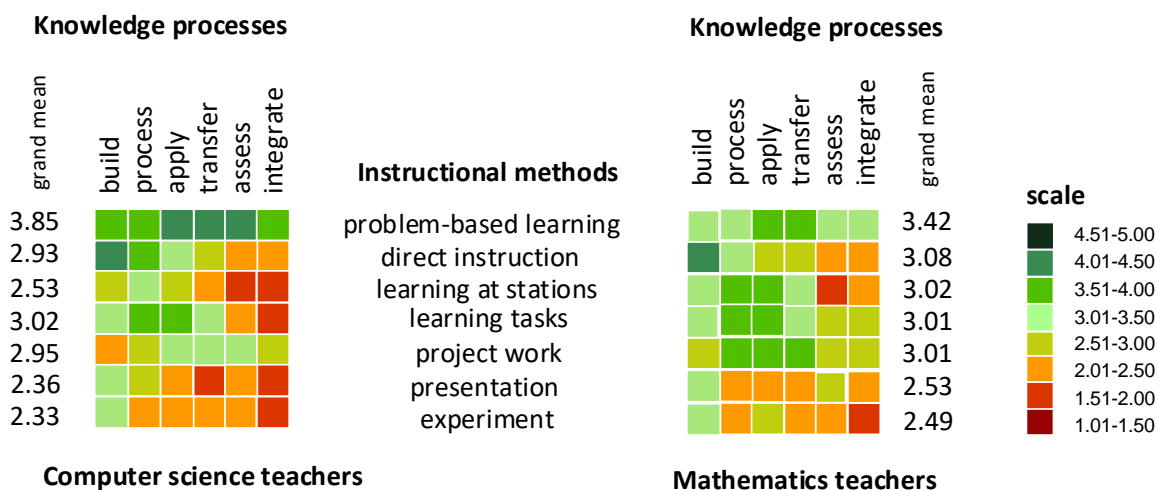 Knowledge processes
Knowledge processes
grand mean
build
process
apply
transfer
assess
integrate
Instructional methods
build
process
apply
transfer
assess
integrate
grand mean
scale
3.85 problem-based learning 3.42
2.93 direct instruction 3.08
2.53 learning at stations 3.02
3.02 learning tasks 3.01
2.95 project work 3.01
2.36 presentation 2.53
2.33 experiment 2.49
4.51-5.00
4.01-4.50
3.51-4.00
3.01-3.50
2.51-3.00
2.01-2.50
1.51-2.00
1.01-1.50
Computer science teachers
Mathematics teachers